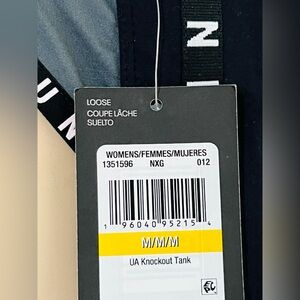 N
U N
LOOSE
COUPE LÂCHE
SUELTO
WOMENS/FEMMES/MUJERES
1351596 NXG 012
1 96040 95215 4
M/M/M
UA Knockout Tank